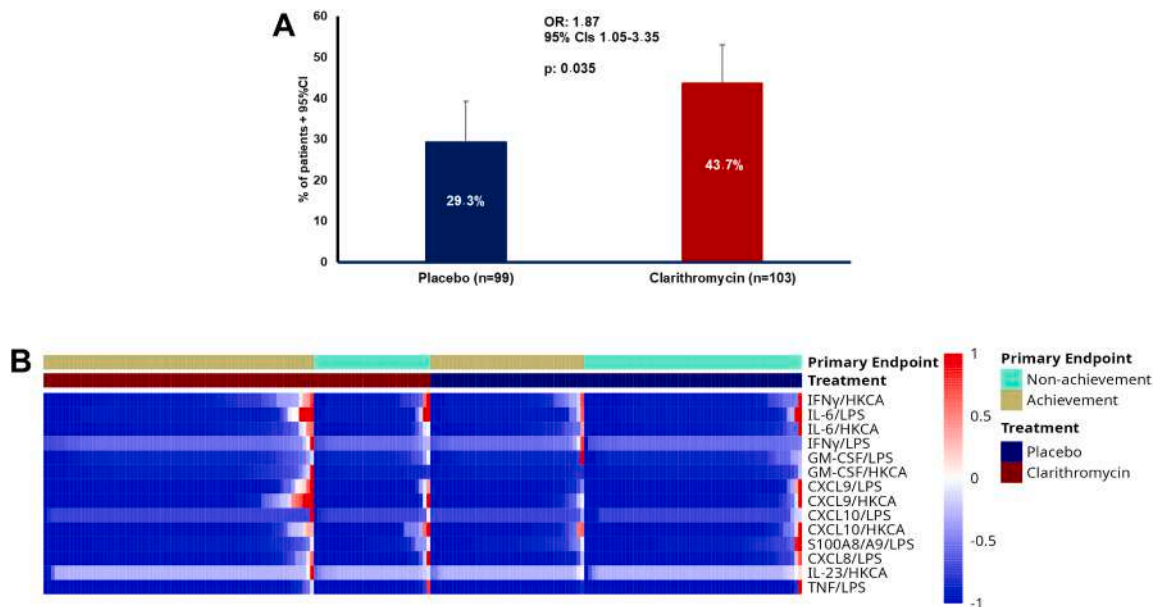 A
60
50
40
30
20
10
0
% of patients + 95%CI
OR: 1.87
95% CIs 1.05-3.35
p: 0.035
29.3%
43.7%
Placebo (n=99)
Clarithromycin (n=103)
B
Primary Endpoint
Treatment
IFNγ/HKCA
IL-6/LPS
IL-6/HKCA
IFNγ/LPS
GM-CSF/LPS
GM-CSF/HKCA
CXCL9/LPS
CXCL9/HKCA
CXCL10/LPS
CXCL10/HKCA
S100A8/A9/LPS
CXCL8/LPS
IL-23/HKCA
TNF/LPS
1
0.5
0
-0.5
-1
Primary Endpoint
Non-achievement
Achievement
Treatment
Placebo
Clarithromycin